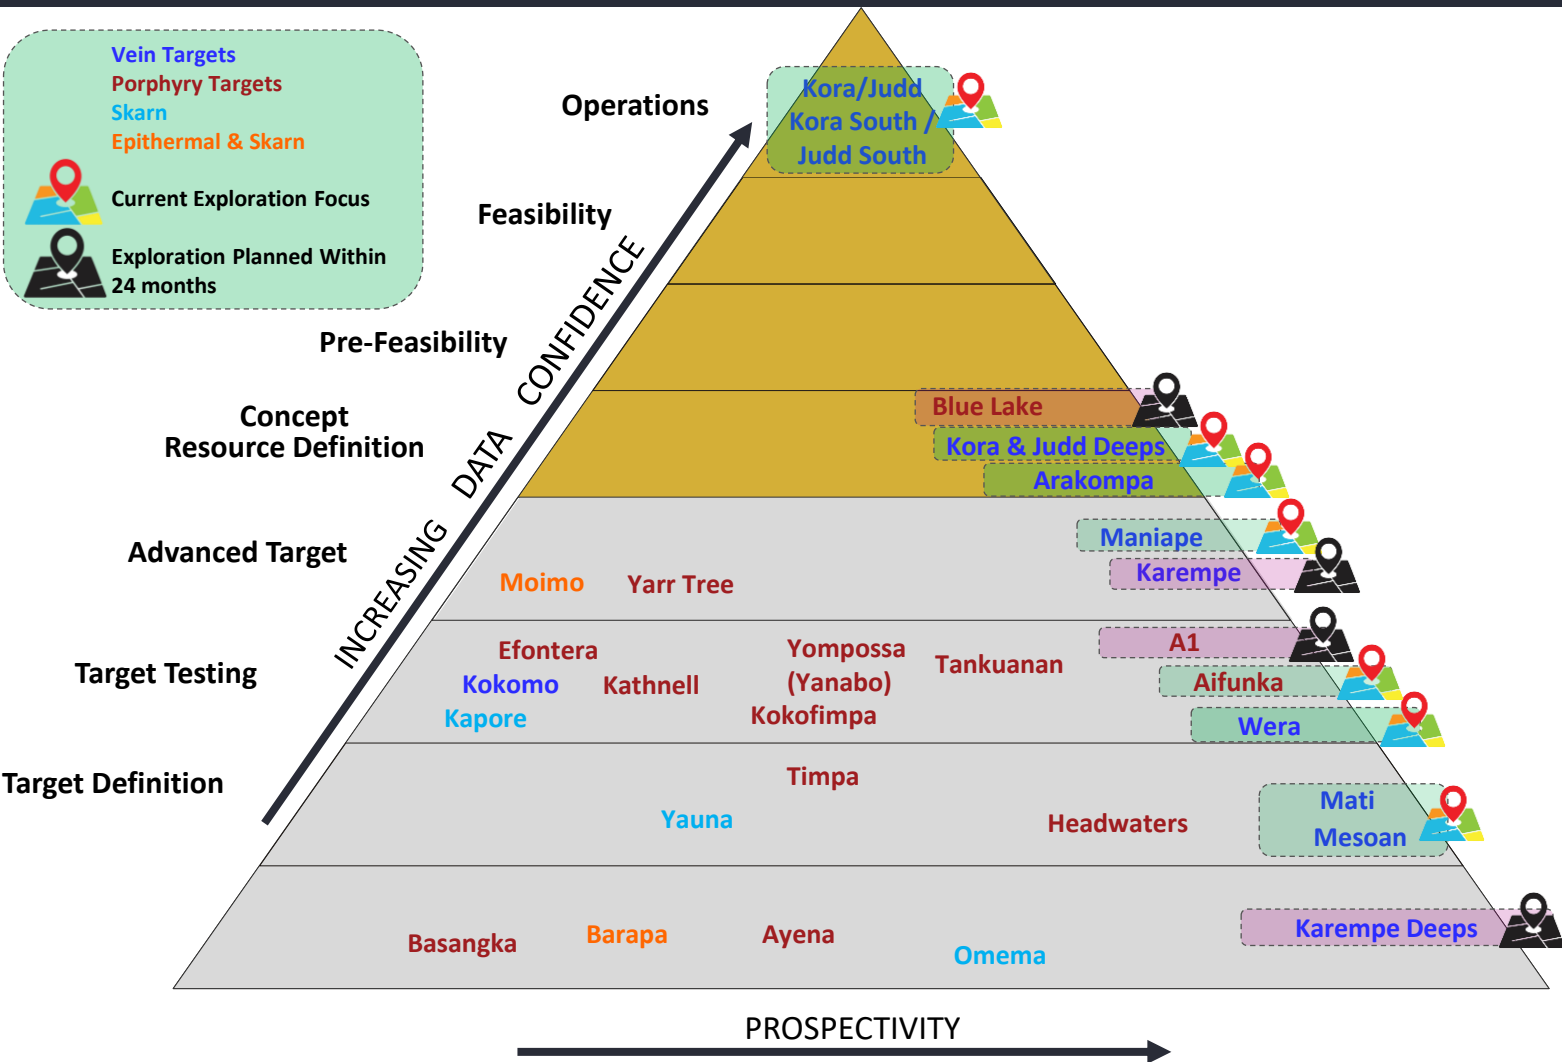 Vein Targets
Porphyry Targets
Skarn
Epithermal & Skarn
Current Exploration Focus
Exploration Planned Within
24 months
Operations
Kora/Judd
Kora South /
Judd South
Feasibility
Pre-Feasibility
INCREASING DATA CONFIDENCE
Concept
Resource Definition
Blue Lake
Kora & Judd Deeps
Arakompa
Advanced Target
Maniape
Karempe
Moimo
Yarr Tree
Target Testing
Efontera
Kokomo
Kapore
Kathnell
Yompossa
(Yanabo)
Kokofimpa
Tankuanan
A1
Aifunka
Wera
Target Definition
Timpa
Yauna
Headwaters
Mati
Mesoan
Basangka
Barapa
Ayena
Omema
Karempe Deeps
PROSPECTIVITY